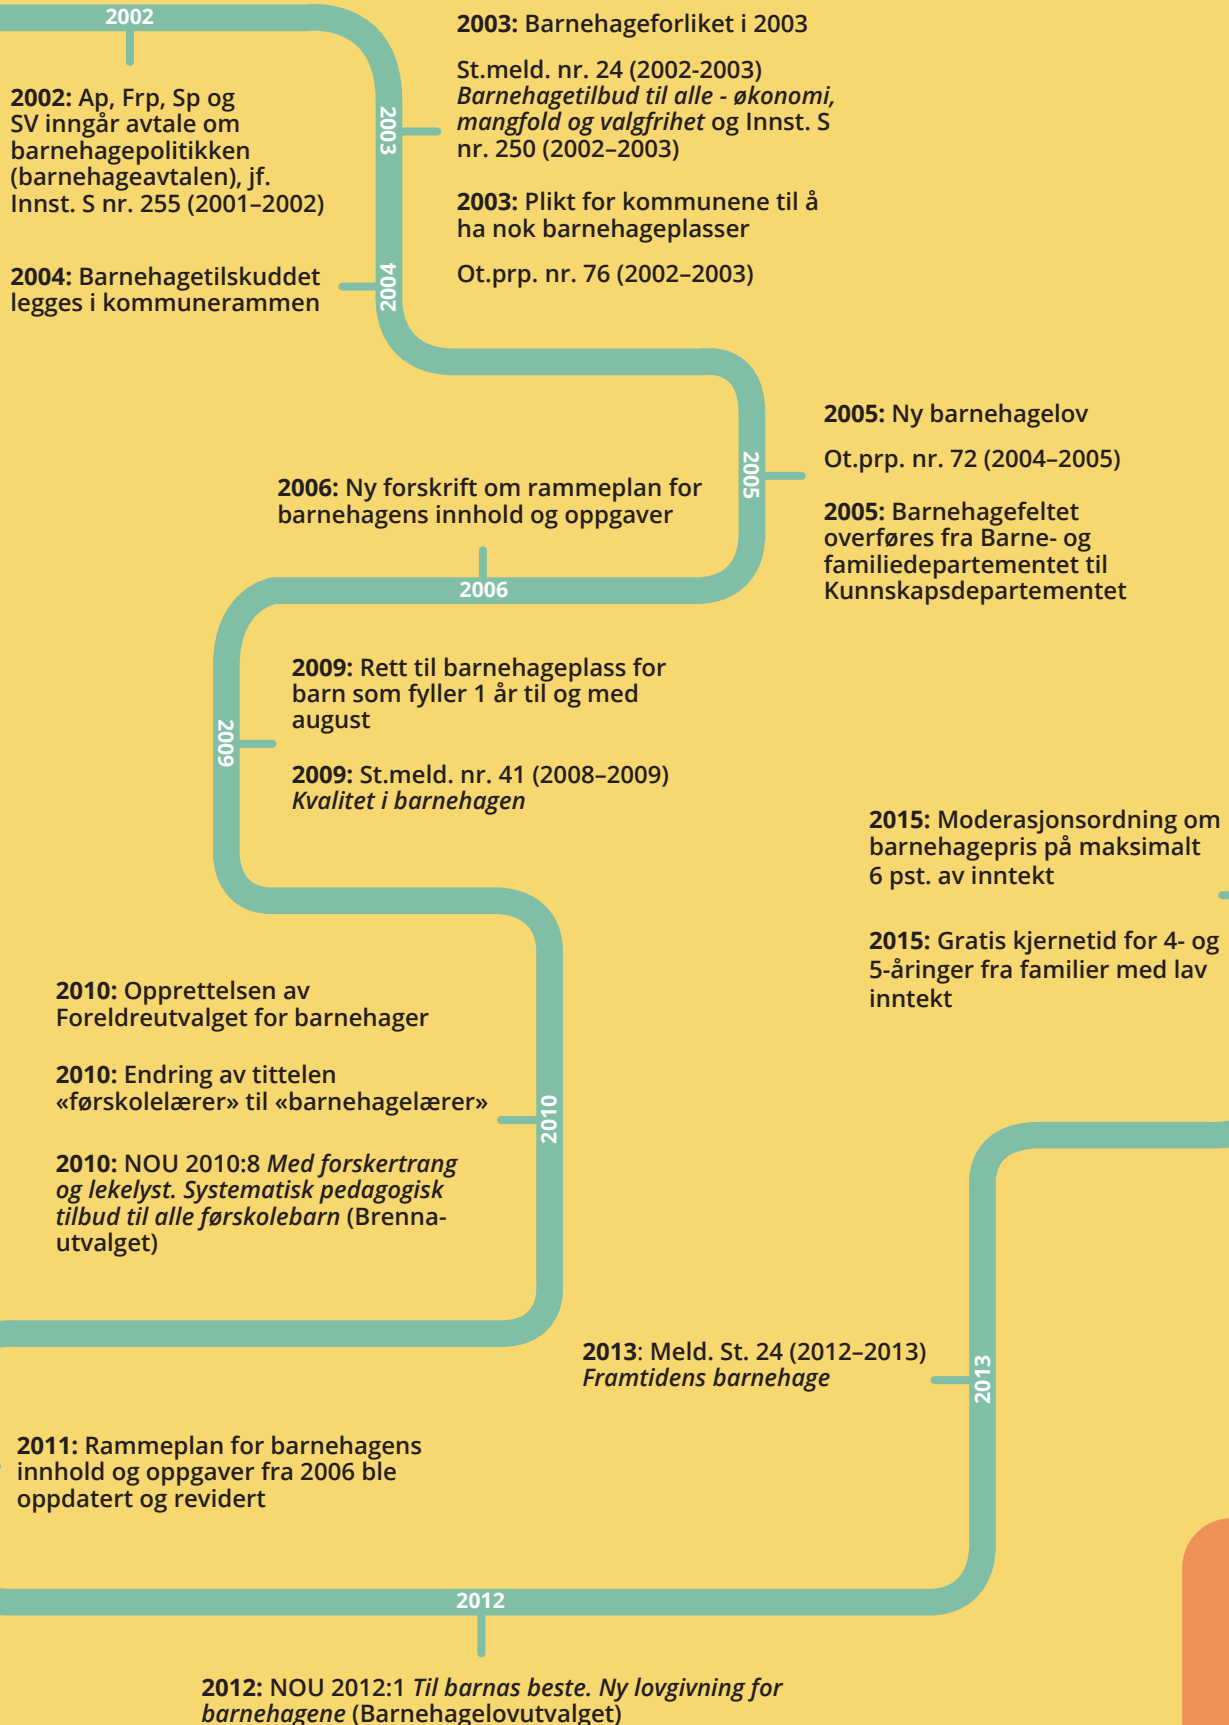 2002
2002: Ap, Frp, Sp og
SV inngår avtale om
barnehagepolitikken
(barnehageavtalen), jf.
Innst. S nr. 255 (2001–2002)
2003
2003: Barnehageforliket i 2003
St.meld. nr. 24 (2002-2003)
Barnehagetilbud til alle - økonomi,
mangfold og valgfrihet og Innst. S
nr. 250 (2002–2003)
2003: Plikt for kommunene til å
ha nok barnehageplasser
Ot.prp. nr. 76 (2002–2003)
2004: Barnehagetilskuddet
legges i kommunerammen
2004
2005
2005: Ny barnehagelov
Ot.prp. nr. 72 (2004–2005)
2005: Barnehagefeltet
overføres fra Barne- og
familiedepartementet til
Kunnskapsdepartementet
2006: Ny forskrift om rammeplan for
barnehagens innhold og oppgaver
2006
2009
2009: Rett til barnehageplass for
barn som fyller 1 år til og med
august
2009: St.meld. nr. 41 (2008–2009)
Kvalitet i barnehagen
2010: Opprettelsen av
Foreldreutvalget for barnehager
2010: Endring av tittelen
«førskolelærer» til «barnehagelærer»
2010: NOU 2010:8 Med forskertrang
og lekelyst. Systematisk pedagogisk
tilbud til alle førskolebarn (Brenna-
utvalget)
2010
2011: Rammeplan for barnehagens
innhold og oppgaver fra 2006 ble
oppdatert og revidert
2012
2012: NOU 2012:1 Til barnas beste. Ny lovgivning for
barnehagene (Barnehagelovutvalget)
2013: Meld. St. 24 (2012–2013)
Framtidens barnehage
2013
2015: Moderasjonsordning om
barnehagepris på maksimalt
6 pst. av inntekt
2015: Gratis kjernetid for 4- og
5-åringer fra familier med lav
inntekt